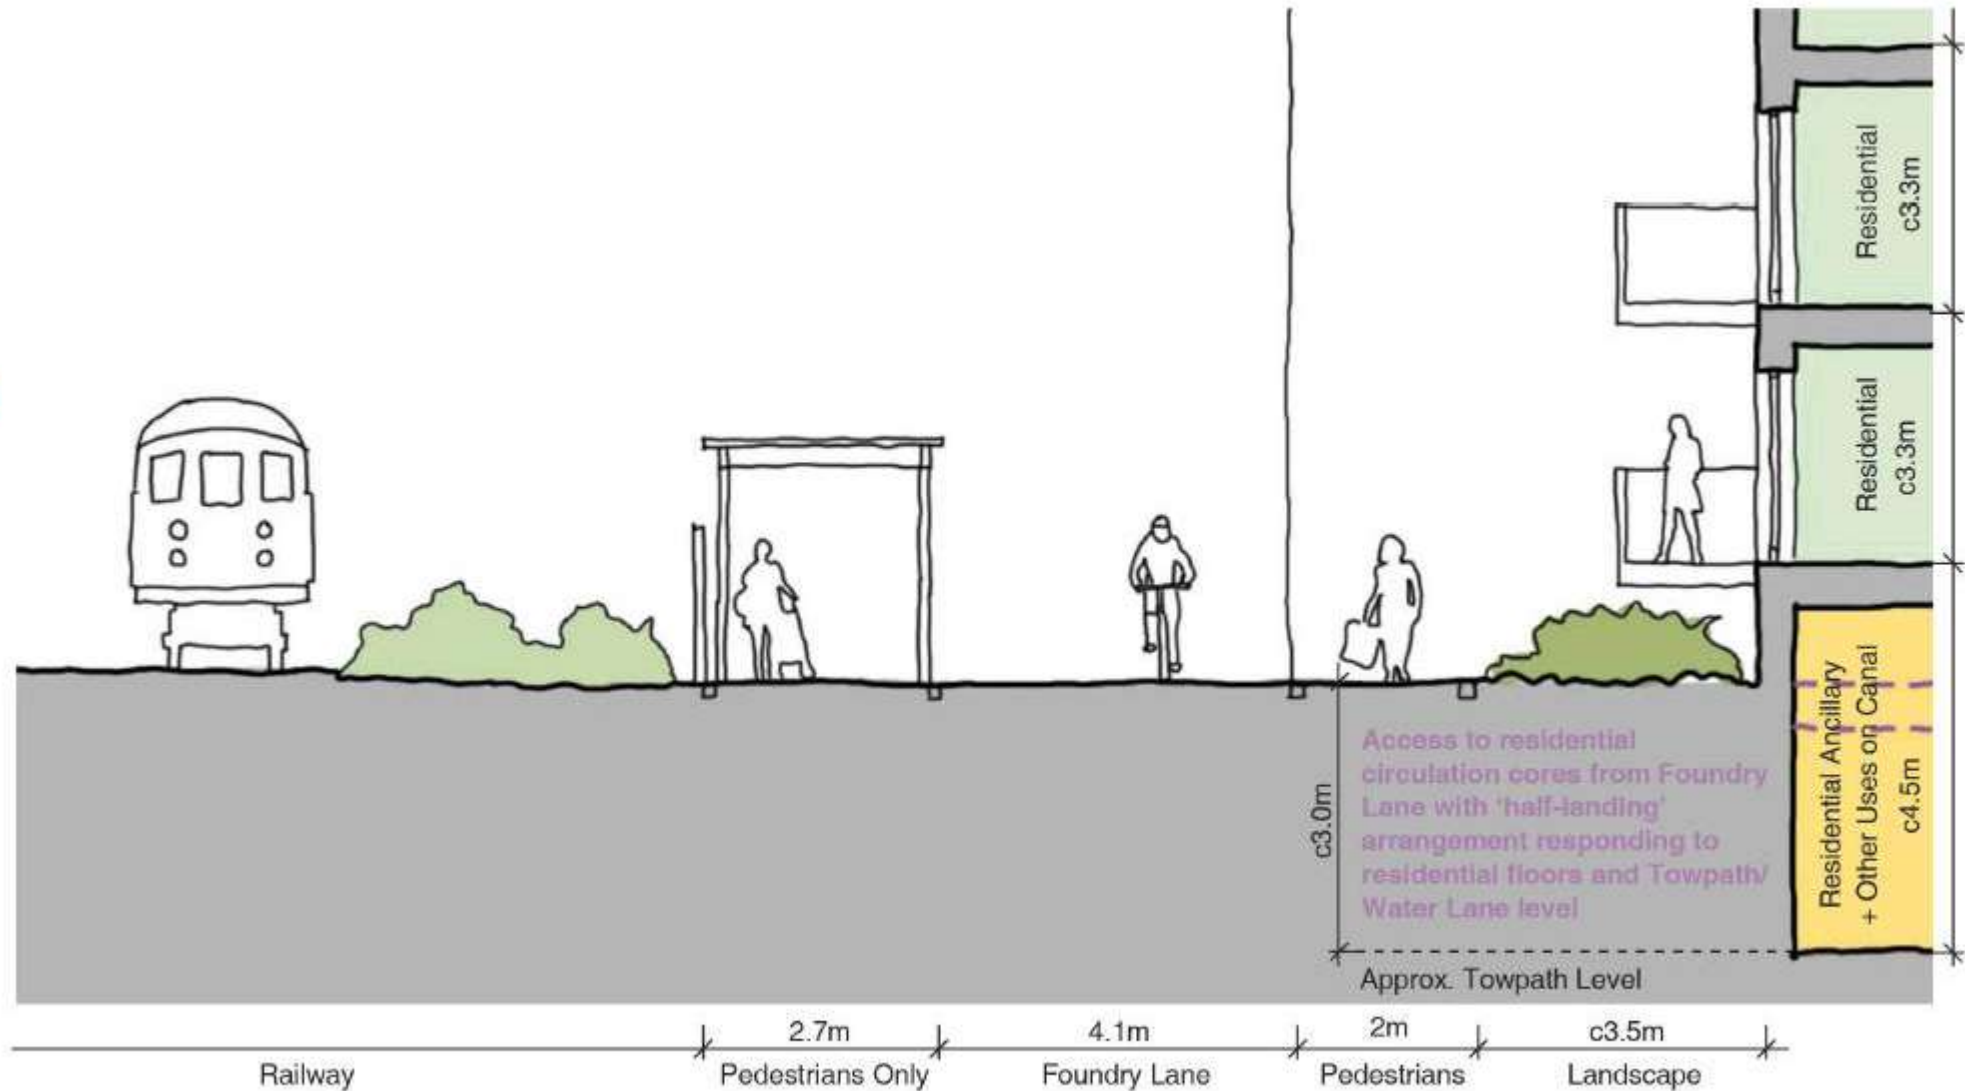 Residential
c3.3m
Residential
c3.3m
Residential Ancillary
+ Other Uses on Canal
c4.5m
Access to residential
circulation cores from Foundry
Lane with 'half-landing'
arrangement responding to
residential floors and Towpath/
Water Lane level
c3.0m
Approx. Towpath Level
2.7m
4.1m
2m
c3.5m
Railway
Pedestrians Only
Foundry Lane
Pedestrians
Landscape